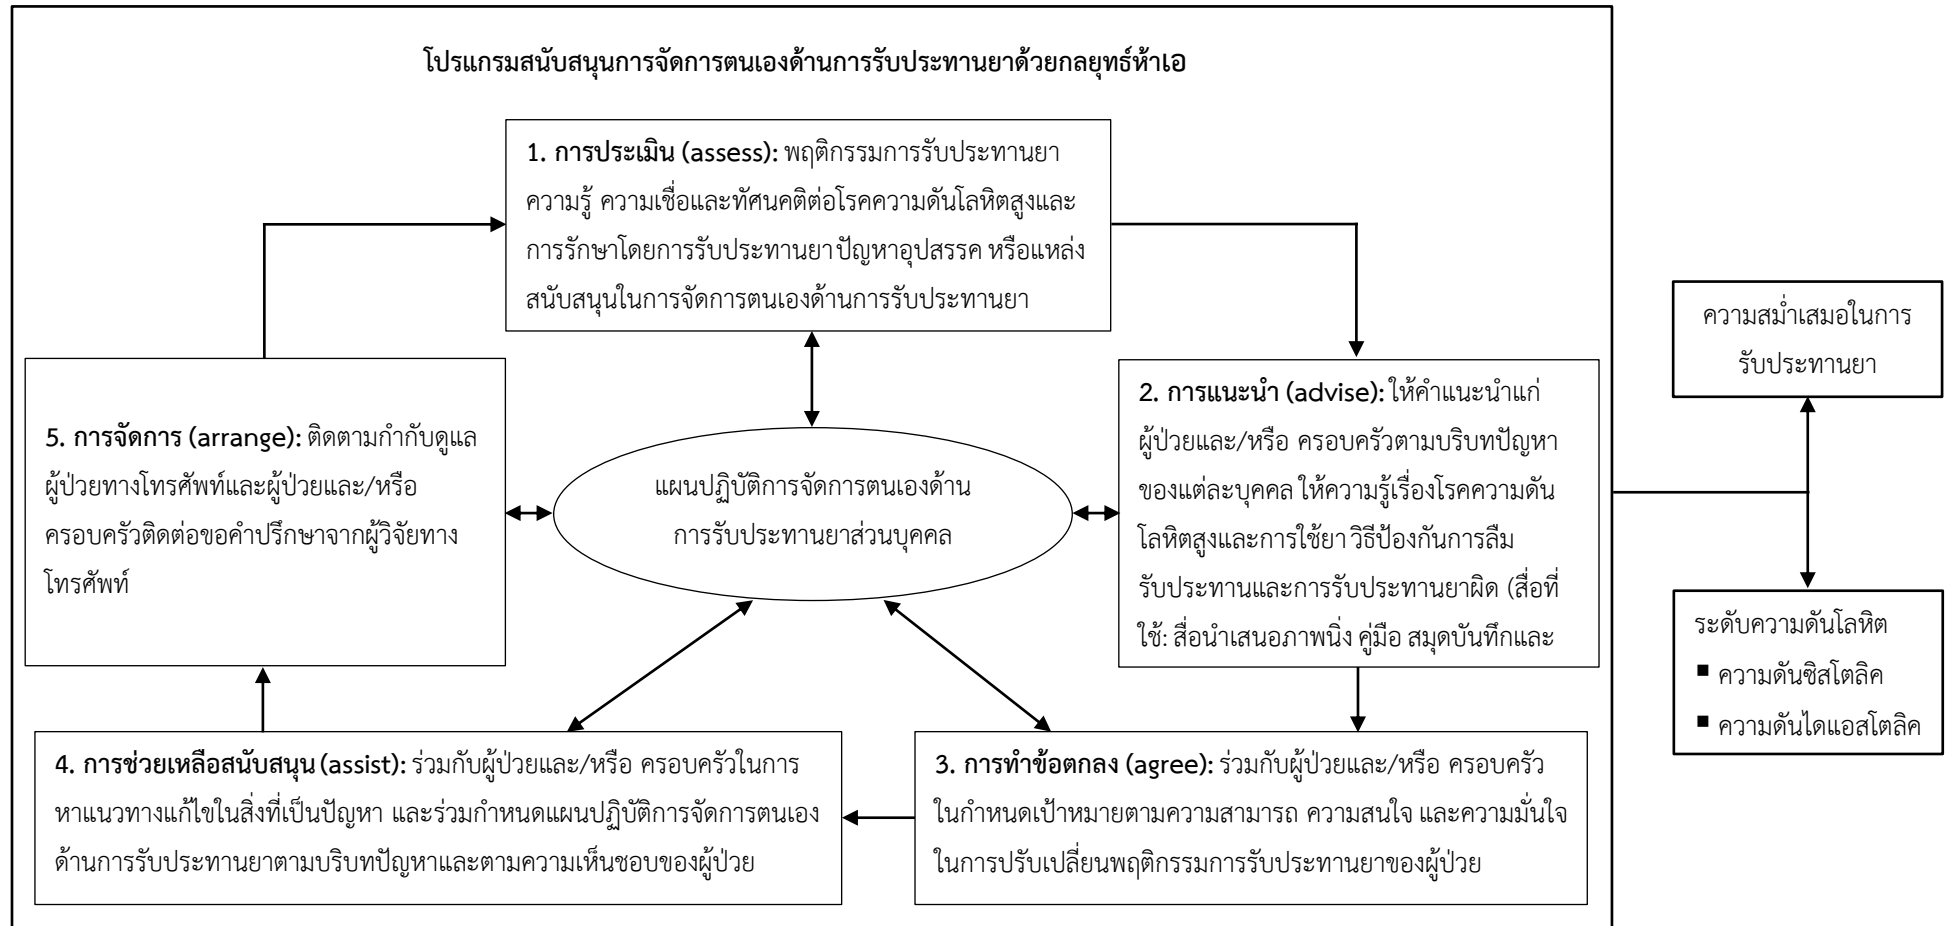 โปรแกรมสนับสนุนการจัดการตนเองด้านการรับประทานยาด้วยกลยุทธ์ห้าเอ
1. การประเมิน (assess): พฤติกรรมการรับประทานยา
ความรู้ ความเชื่อและทัศนคติต่อโรคความดันโลหิตสูงและ
การรักษาโดยการรับประทานยา ปัญหาอุปสรรค หรือแหล่ง
สนับสนุนในการจัดการตนเองด้านการรับประทานยา
2. การแนะนำ (advise): ให้คำแนะนำแก่
ผู้ป่วยและ/หรือ ครอบครัวตามบริบทปัญหา
ของแต่ละบุคคล ให้ความรู้เรื่องโรคความดัน
โลหิตสูงและการใช้ยา วิธีป้องกันการลืม
รับประทานและการรับประทานยาผิด (สื่อที่
ใช้: สื่อนำเสนอภาพนิ่ง คู่มือ สมุดบันทึกและ
3. การทำข้อตกลง (agree): ร่วมกับผู้ป่วยและ/หรือ ครอบครัว
ในกำหนดเป้าหมายตามความสามารถ ความสนใจ และความมั่นใจ
ในการปรับเปลี่ยนพฤติกรรมการรับประทานยาของผู้ป่วย
4. การช่วยเหลือสนับสนุน (assist): ร่วมกับผู้ป่วยและ/หรือ ครอบครัวในการ
หาแนวทางแก้ไขในสิ่งที่เป็นปัญหา และร่วมกำหนดแผนปฏิบัติการจัดการตนเอง
ด้านการรับประทานยาตามบริบทปัญหาและตามความเห็นชอบของผู้ป่วย
5. การจัดการ (arrange): ติดตามกำกับดูแล
ผู้ป่วยทางโทรศัพท์และผู้ป่วยและ/หรือ
ครอบครัวติดต่อขอคำปรึกษาจากผู้วิจัยทาง
โทรศัพท์
แผนปฏิบัติการจัดการตนเองด้าน
การรับประทานยาส่วนบุคคล
ความสม่ำเสมอในการ
รับประทานยา
ระดับความดันโลหิต
▪ ความดันซิสโตลิค
▪ ความดันไดแอสโตลิค